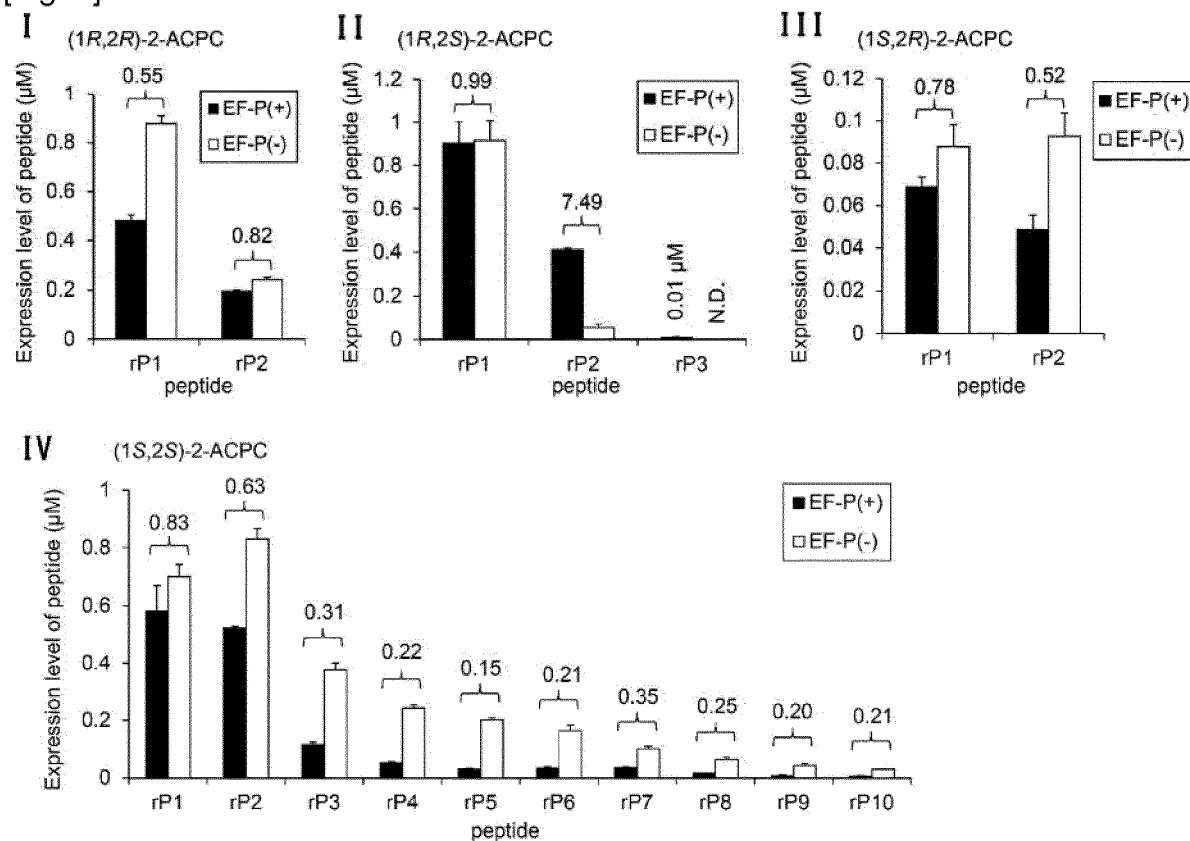 I
(1R,2R)-2-ACPC
Expression level of peptide (µM)
1
0.8
0.6
0.4
0.2
0
0.55
0.82
EF-P(+)
EF-P(-)
rP1 rP2
peptide
II
(1R,2S)-2-ACPC
Expression level of peptide (µM)
1.2
1
0.8
0.6
0.4
0.2
0
0.99
7.49
0.01 µM
N.D.
EF-P(+)
EF-P(-)
rP1 rP2 rP3
peptide
III
(1S,2R)-2-ACPC
Expression level of peptide (µM)
0.12
0.1
0.08
0.06
0.04
0.02
0
0.78
0.52
EF-P(+)
EF-P(-)
rP1 rP2
peptide
IV
(1S,2S)-2-ACPC
Expression level of peptide (µM)
1
0.8
0.6
0.4
0.2
0
0.83 0.63 0.31 0.22 0.15 0.21 0.35 0.25 0.20 0.21
EF-P(+)
EF-P(-)
rP1 rP2 rP3 rP4 rP5 rP6 rP7 rP8 rP9 rP10
peptide